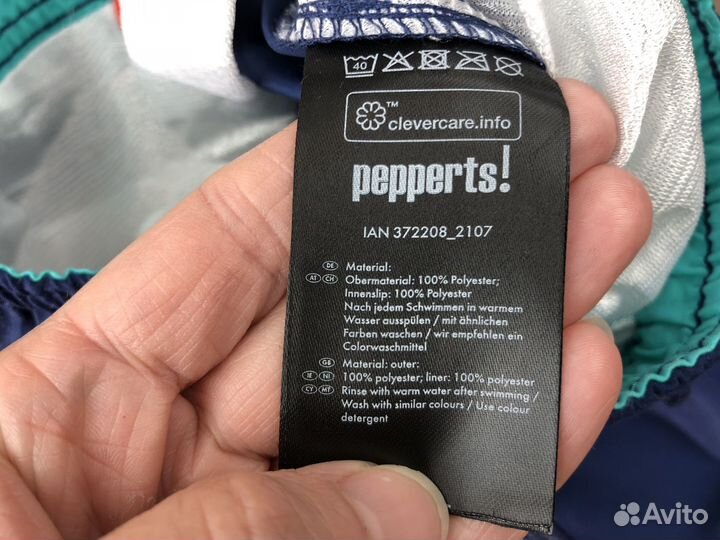 40
™
clevercare.info
pepperts!
IAN 372208_2107
DE Material:
AT CH Obermaterial: 100% Polyester;
Innenslip: 100% Polyester
Nach jedem Schwimmen in warmem
Wasser ausspülen / mit ähnlichen
Farben waschen / wir empfehlen ein
Colorwaschmittel
GB Material: outer:
IE NI 100% polyester; liner: 100% polyester
CY MT Rinse with warm water after swimming /
Wash with similar colours / Use colour
detergent
Avito